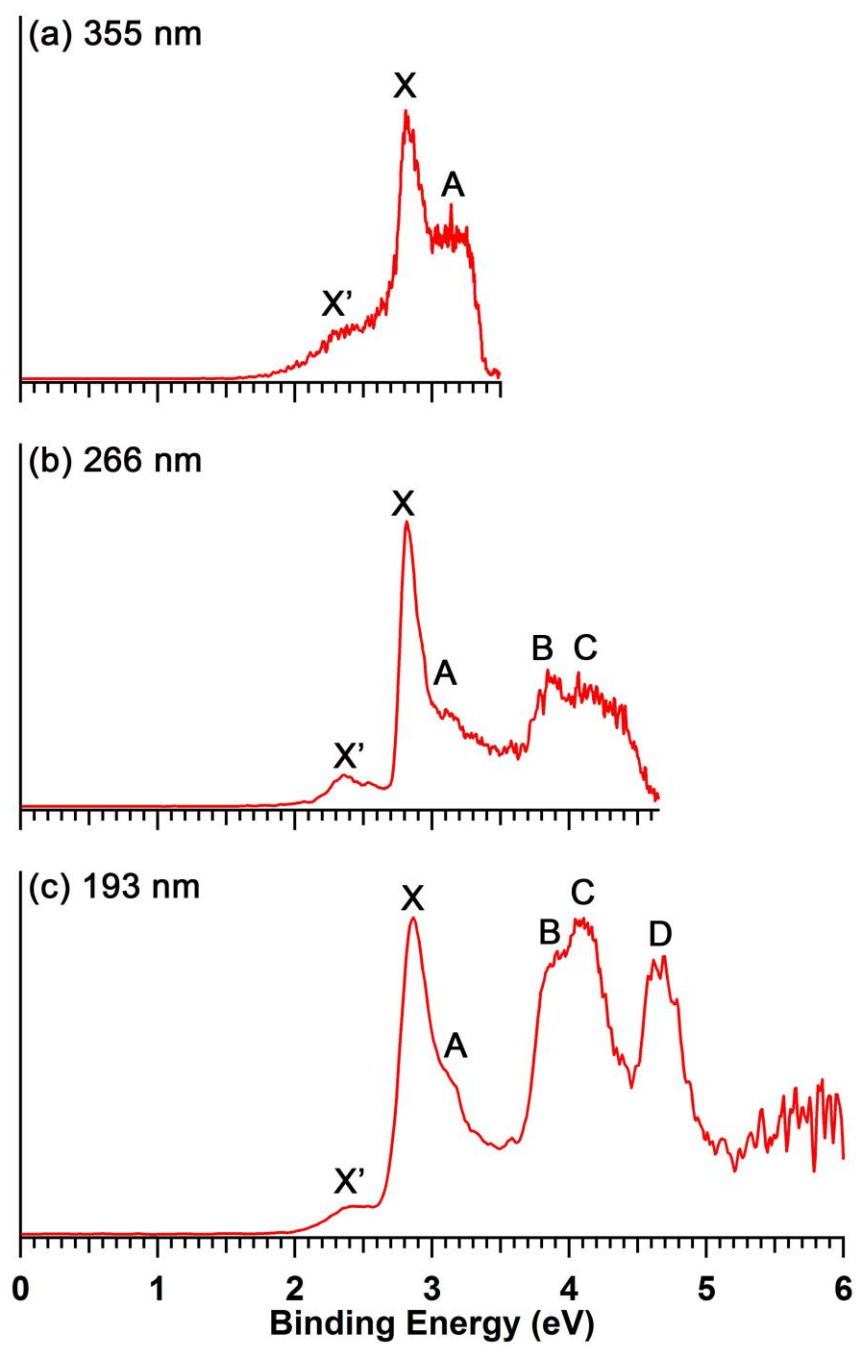 (a) 355 nm
X
A
X’
(b) 266 nm
X
B C
A
X’
(c) 193 nm
X
C
B
D
A
X’
0 1 2 3 4 5 6
Binding Energy (eV)